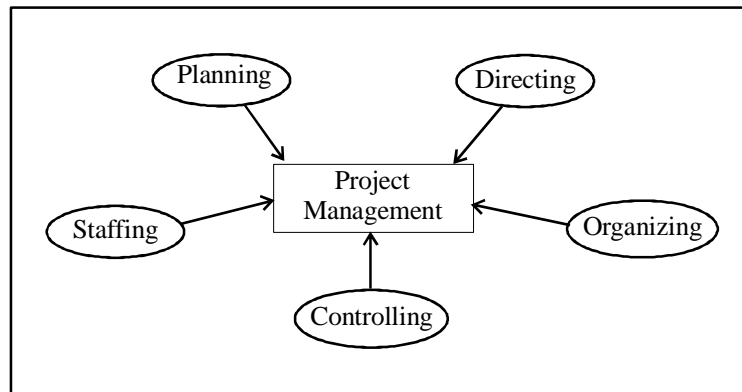 Planning
Directing
Project
Management
Staffing
Organizing
Controlling